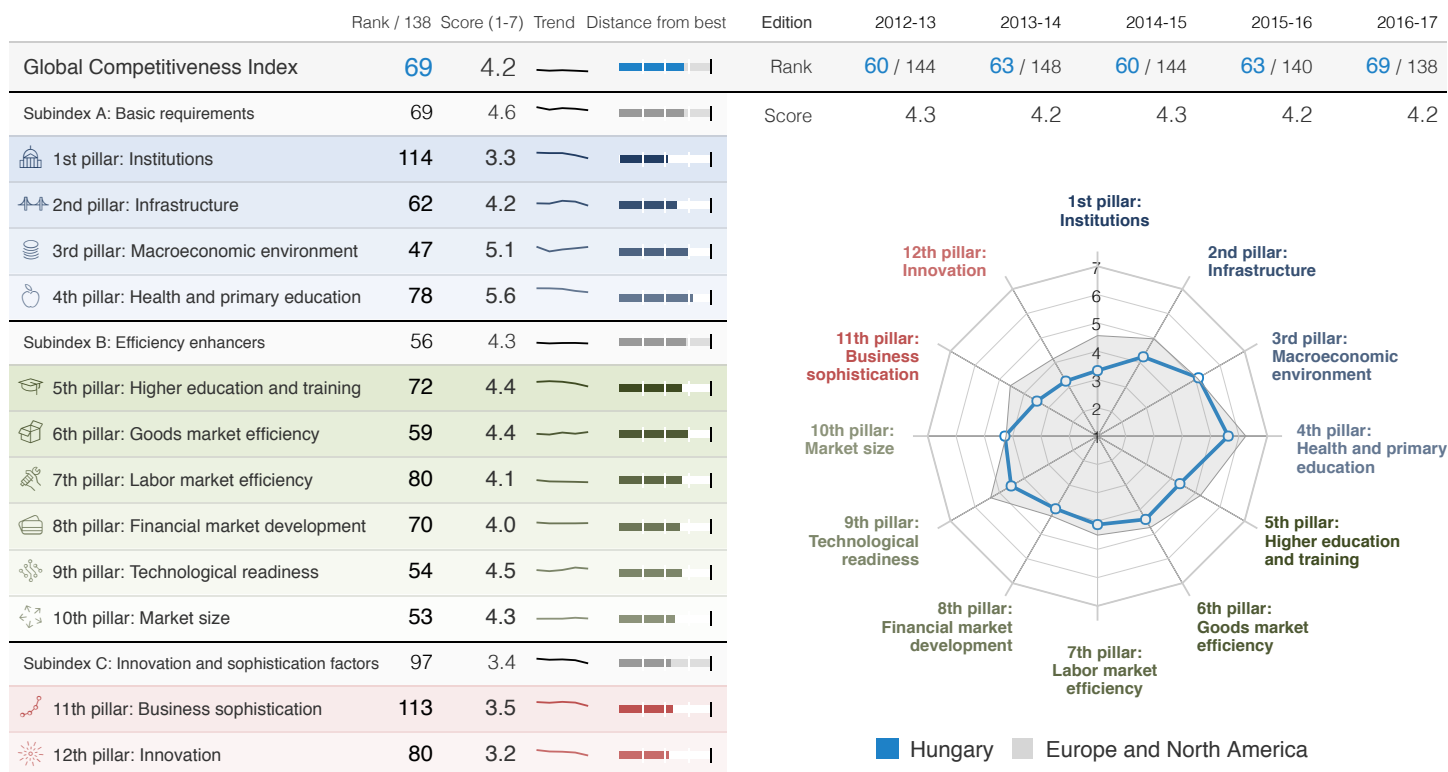 Rank / 138 Score (1-7) Trend Distance from best
Global Competitiveness Index 69 4.2
Subindex A: Basic requirements 69 4.6
1st pillar: Institutions 114 3.3
2nd pillar: Infrastructure 62 4.2
3rd pillar: Macroeconomic environment 47 5.1
4th pillar: Health and primary education 78 5.6
Subindex B: Efficiency enhancers 56 4.3
5th pillar: Higher education and training 72 4.4
6th pillar: Goods market efficiency 59 4.4
7th pillar: Labor market efficiency 80 4.1
8th pillar: Financial market development 70 4.0
9th pillar: Technological readiness 54 4.5
10th pillar: Market size 53 4.3
Subindex C: Innovation and sophistication factors 97 3.4
11th pillar: Business sophistication 113 3.5
12th pillar: Innovation 80 3.2
Edition 2012-13 2013-14 2014-15 2015-16 2016-17
Rank 60 / 144 63 / 148 60 / 144 63 / 140 69 / 138
Score 4.3 4.2 4.3 4.2 4.2
1st pillar:
Institutions
2nd pillar:
Infrastructure
3rd pillar:
Macroeconomic
environment
4th pillar:
Health and primary
education
5th pillar:
Higher education
and training
6th pillar:
Goods market
efficiency
7th pillar:
Labor market
efficiency
8th pillar:
Financial market
development
9th pillar:
Technological
readiness
10th pillar:
Market size
11th pillar:
Business
sophistication
12th pillar:
Innovation
7
6
5
4
3
2
1
Hungary Europe and North America